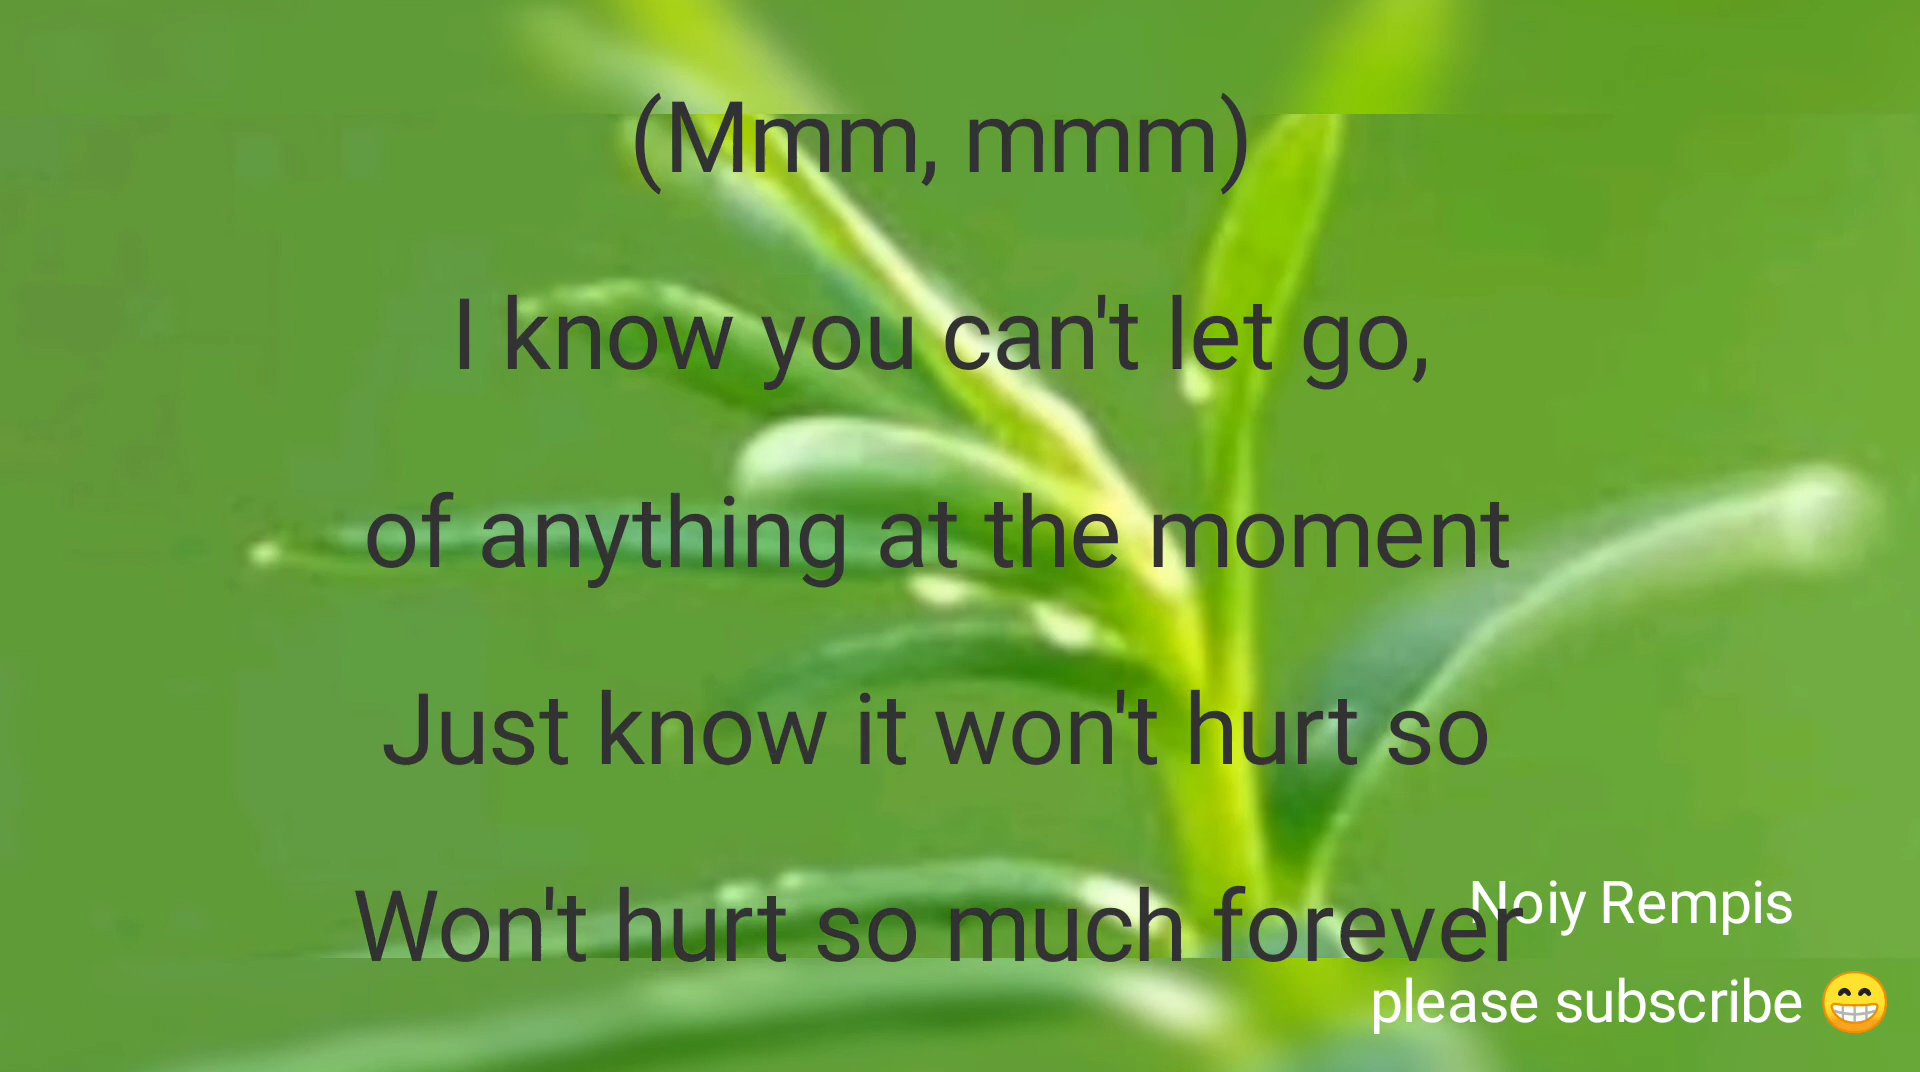 (Mmm, mmm)
I know you can't let go,
of anything at the moment
Just know it won't hurt so
Won't hurt so much forever
Noiy Rempis
please subscribe 😁